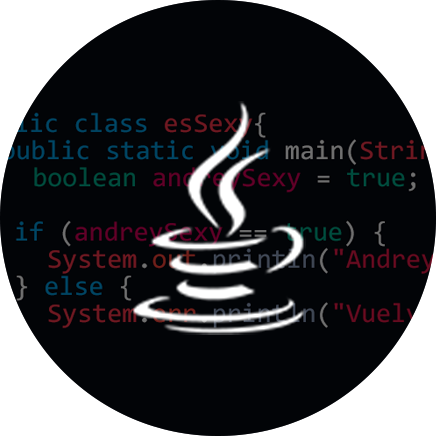 lic class esSexy{
public static void main(Strin
boolean andreySexy = true;
if (andreySexy == true) {
System.out.println("Andrey
} else {
System.err.println("Vuelv